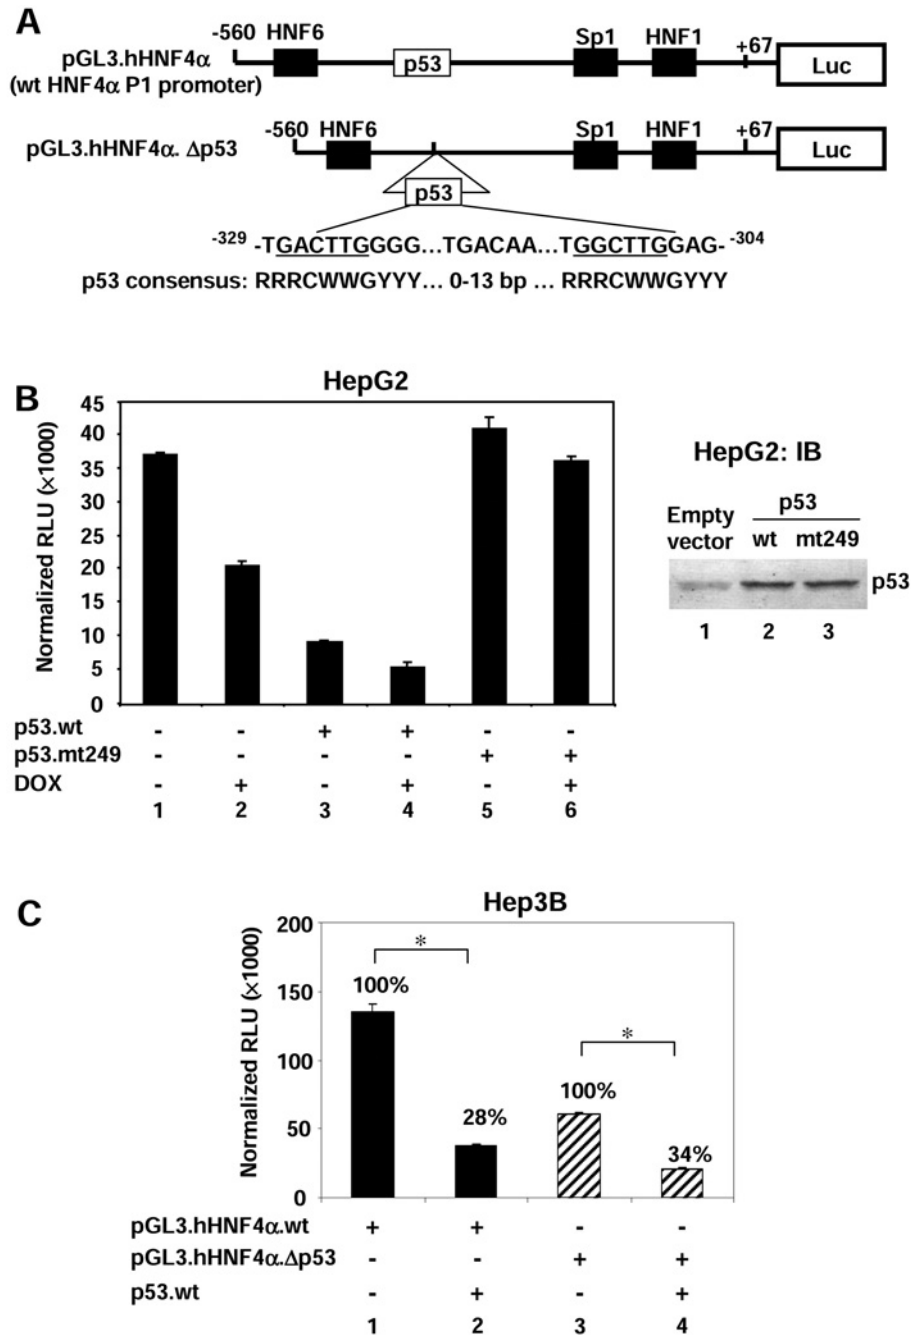 A
pGL3.hHNF4α
(wt HNF4α P1 promoter)
-560 HNF6 p53 Sp1 HNF1 +67 Luc
pGL3.hHNF4α. Δp53
-560 HNF6 Sp1 HNF1 +67 Luc
p53
-329 -TGACTTGGGG...TGACAA...TGGCTTGGAG- -304
p53 consensus: RRRCWWGYYY... 0-13 bp ... RRRCWWGYYY
B
HepG2
Normalized RLU (×1000)
45
40
35
30
25
20
15
10
5
0
p53.wt - - + + - -
p53.mt249 - - - - + +
DOX - + - + - +
1 2 3 4 5 6
HepG2: IB
p53
Empty
vector wt mt249
p53
1 2 3
C
Hep3B
Normalized RLU (×1000)
200
150
100
50
0
* *
100% 28% 100% 34%
pGL3.hHNF4α.wt + + - -
pGL3.hHNF4α.Δp53 - - + +
p53.wt - + - +
1 2 3 4